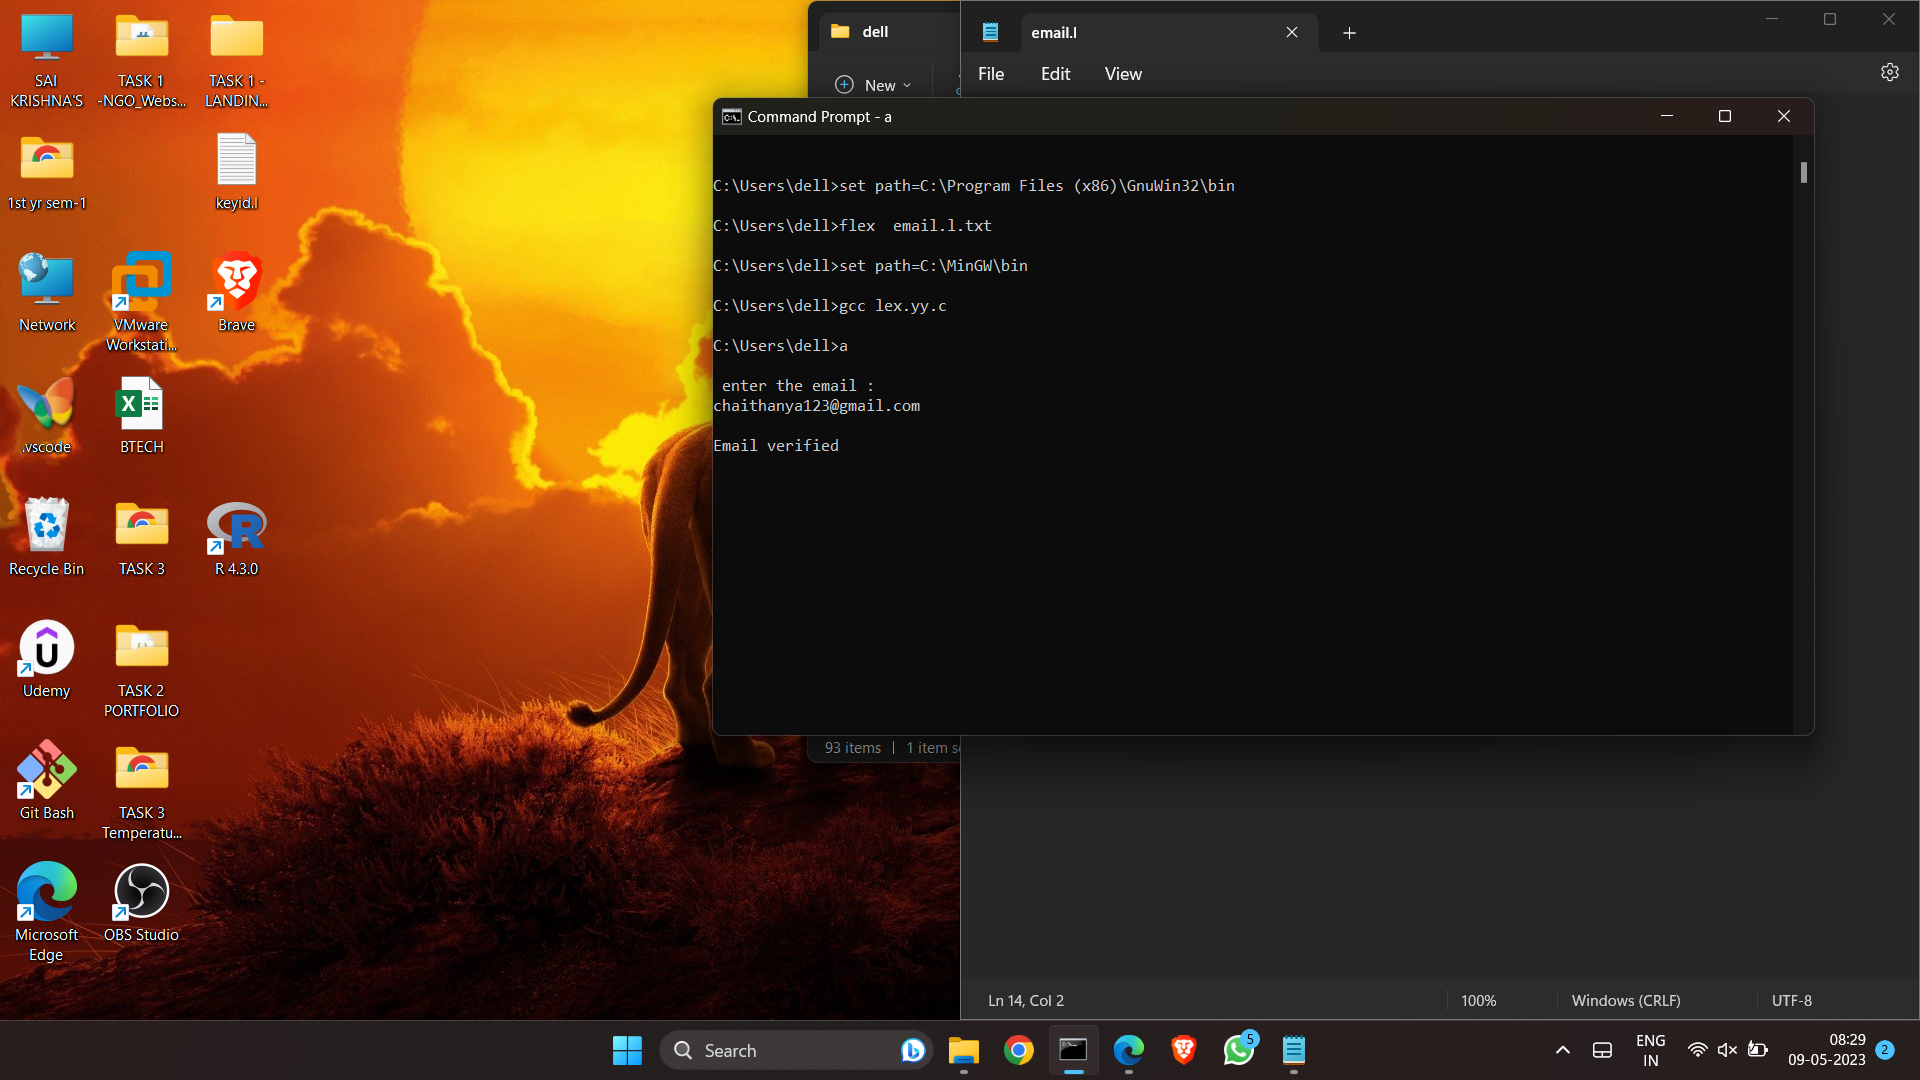 SAI
KRISHNA'S
TASK 1
-NGO_Webs...
TASK 1 -
LANDIN...
1st yr sem-1
keyid.l
Network
VMware
Workstati...
Brave
.vscode
BTECH
Recycle Bin
TASK 3
R 4.3.0
Udemy
TASK 2
PORTFOLIO
Git Bash
TASK 3
Temperatu...
Microsoft
Edge
OBS Studio
dell
New
93 items
email.l
File
Edit
View
Command Prompt - a
C:\Users\dell>set path=C:\Program Files (x86)\GnuWin32\bin
C:\Users\dell>flex  email.l.txt
C:\Users\dell>set path=C:\MinGW\bin
C:\Users\dell>gcc lex.yy.c
C:\Users\dell>a
enter the email :
chaithanya123@gmail.com
Email verified
1 item se
Ln 14, Col 2
100%
Windows (CRLF)
UTF-8
Search
5
ENG
IN
08:29
09-05-2023
2